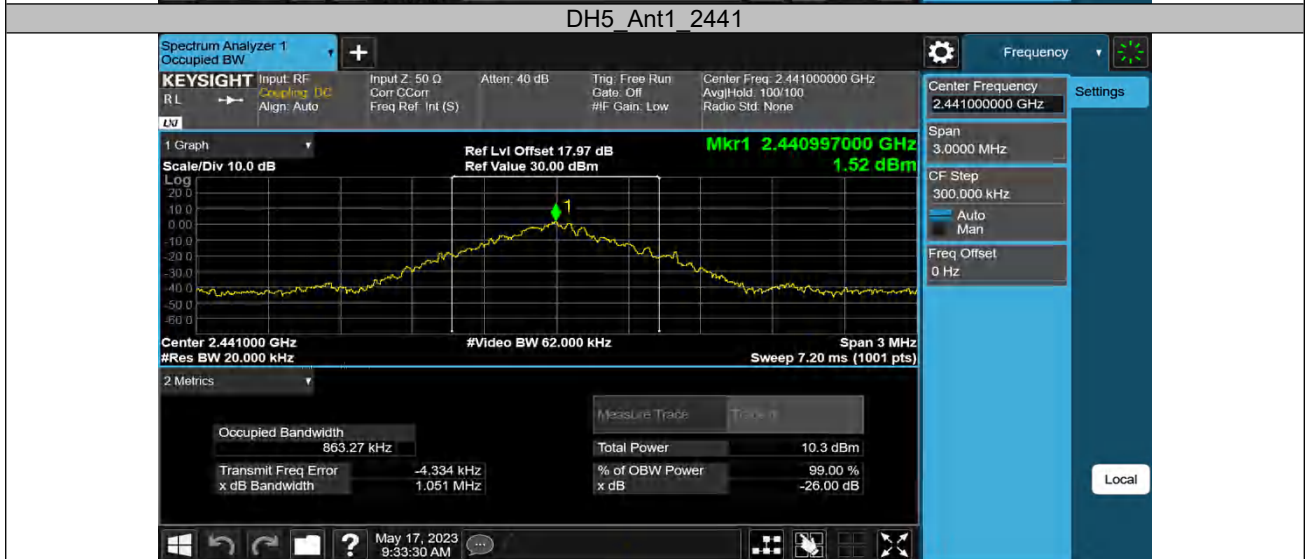 DH5_Ant1_2441
Spectrum Analyzer 1
Occupied BW
+
Frequency
KEYSIGHT
RL
LXI
Input: RF
Coupling: DC
Align: Auto
Input Z: 50 Ω
Corr CCorr
Freq Ref: Int (S)
Atten: 40 dB
Trig: Free Run
Gate: Off
#IF Gain: Low
Center Freq: 2.441000000 GHz
Avg|Hold: 100/100
Radio Std: None
Center Frequency
2.441000000 GHz
Settings
Span
3.0000 MHz
CF Step
300.000 kHz
Auto
Man
Freq Offset
0 Hz
Local
1 Graph
Scale/Div 10.0 dB
Ref Lvl Offset 17.97 dB
Ref Value 30.00 dBm
Mkr1 2.440997000 GHz
1.52 dBm
Log
20.0
10.0
0.00
-10.0
-20.0
-30.0
-40.0
-50.0
-60.0
1
Center 2.441000 GHz
#Res BW 20.000 kHz
#Video BW 62.000 kHz
Span 3 MHz
Sweep 7.20 ms (1001 pts)
2 Metrics
Measure Trace
Occupied Bandwidth
863.27 kHz
Total Power 10.3 dBm
Transmit Freq Error -4.334 kHz
% of OBW Power 99.00 %
x dB Bandwidth 1.051 MHz
x dB -26.00 dB
?
May 17, 2023
9:33:30 AM